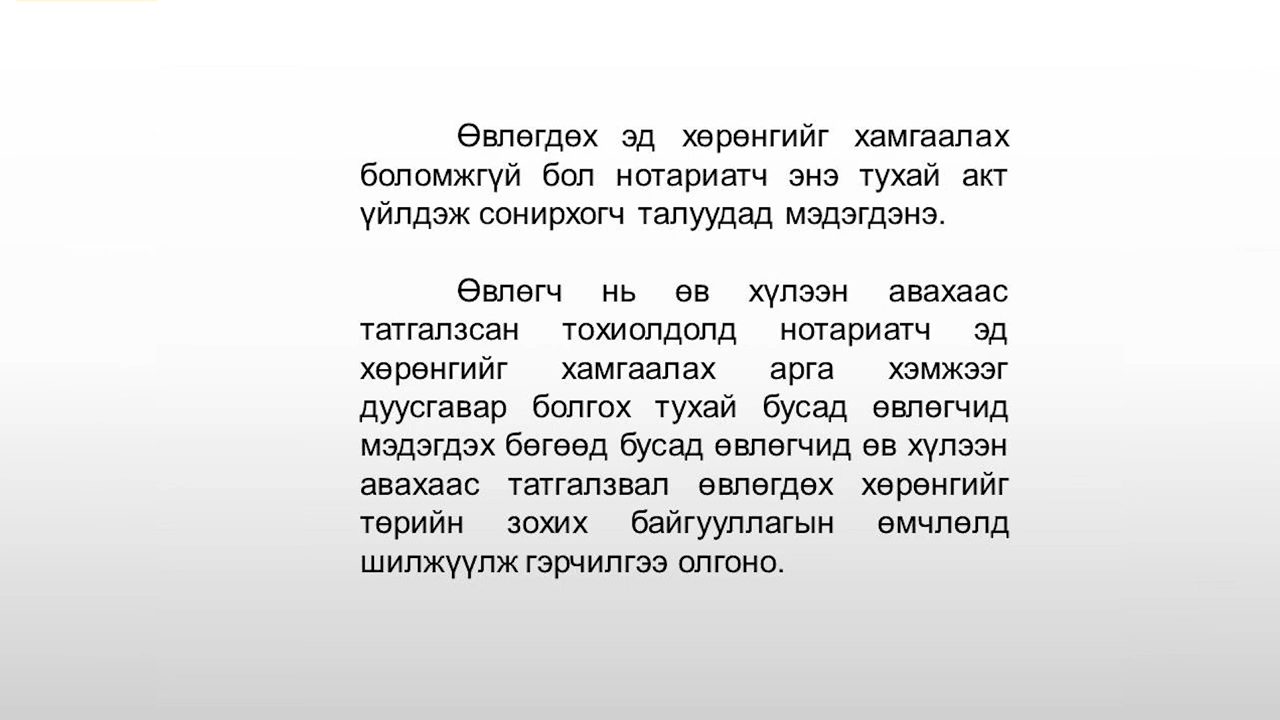 Өвлөгдөх эд хөрөнгийг хамгаалах
боломжгүй бол нотариатч энэ тухай акт
үйлдэж сонирхогч талуудад мэдэгдэнэ.
Өвлөгч нь өв хүлээн авахаас
татгалзсан тохиолдолд нотариатч эд
хөрөнгийг хамгаалах арга хэмжээг
дуусгавар болгох тухай бусад өвлөгчид
мэдэгдэх бөгөөд бусад өвлөгчид өв хүлээн
авахаас татгалзвал өвлөгдөх хөрөнгийг
төрийн зохих байгууллагын өмчлөлд
шилжүүлж гэрчилгээ олгоно.